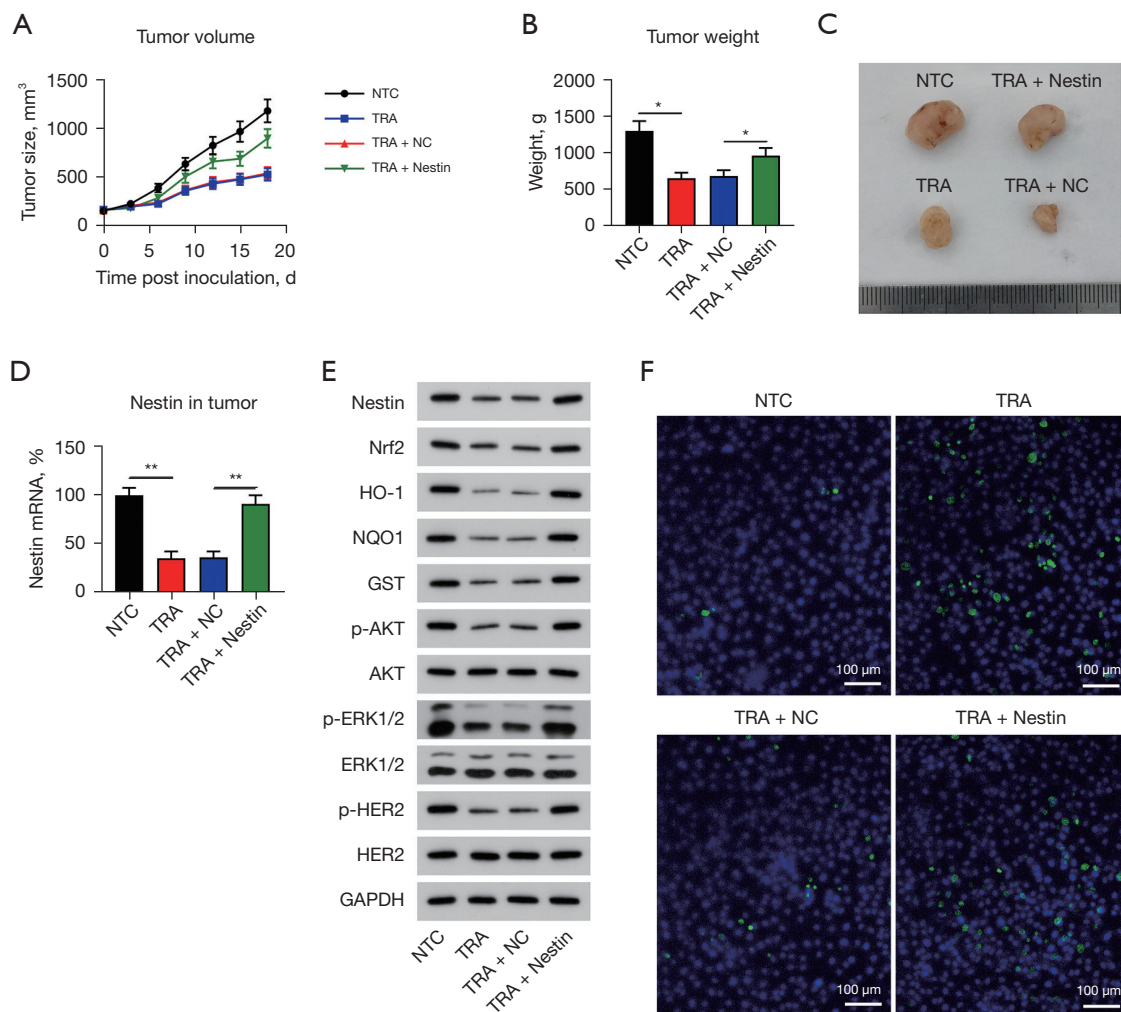 A
Tumor volume
Tumor size, mm³
1500
1000
500
0
0 5 10 15 20
Time post inoculation, d
NTC
TRA
TRA + NC
TRA + Nestin
B
Tumor weight
Weight, g
2000
1500
1000
500
0
* *
NTC
TRA
TRA + NC
TRA + Nestin
C
NTC TRA + Nestin
TRA TRA + NC
D
Nestin in tumor
Nestin mRNA, %
150
100
50
0
** **
NTC
TRA
TRA + NC
TRA + Nestin
E
Nestin
Nrf2
HO-1
NQO1
GST
p-AKT
AKT
p-ERK1/2
ERK1/2
p-HER2
HER2
GAPDH
NTC
TRA
TRA + NC
TRA + Nestin
F
NTC TRA
100 µm 100 µm
TRA + NC TRA + Nestin
100 µm 100 µm